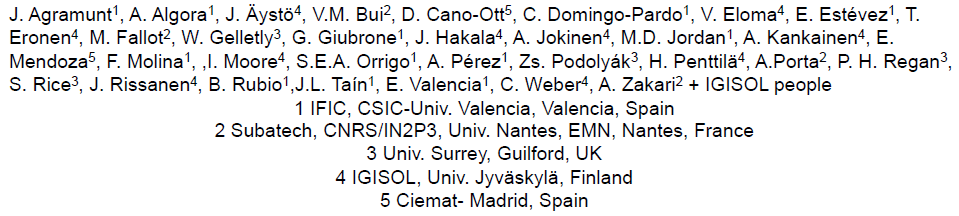 J. Agramunt¹, A. Algora¹, J. Äystö⁴, V.M. Bui², D. Cano-Ott⁵, C. Domingo-Pardo¹, V. Eloma⁴, E. Estévez¹, T.
Eronen⁴, M. Fallot², W. Gelletly³, G. Giubrone¹, J. Hakala⁴, A. Jokinen⁴, M.D. Jordan¹, A. Kankainen⁴, E.
Mendoza⁵, F. Molina¹, ,I. Moore⁴, S.E.A. Orrigo¹, A. Pérez¹, Zs. Podolyák³, H. Penttilä⁴, A.Porta², P. H. Regan³,
S. Rice³, J. Rissanen⁴, B. Rubio¹,J.L. Taín¹, E. Valencia¹, C. Weber⁴, A. Zakari² + IGISOL people
1 IFIC, CSIC-Univ. Valencia, Valencia, Spain
2 Subatech, CNRS/IN2P3, Univ. Nantes, EMN, Nantes, France
3 Univ. Surrey, Guilford, UK
4 IGISOL, Univ. Jyväskylä, Finland
5 Ciemat- Madrid, Spain